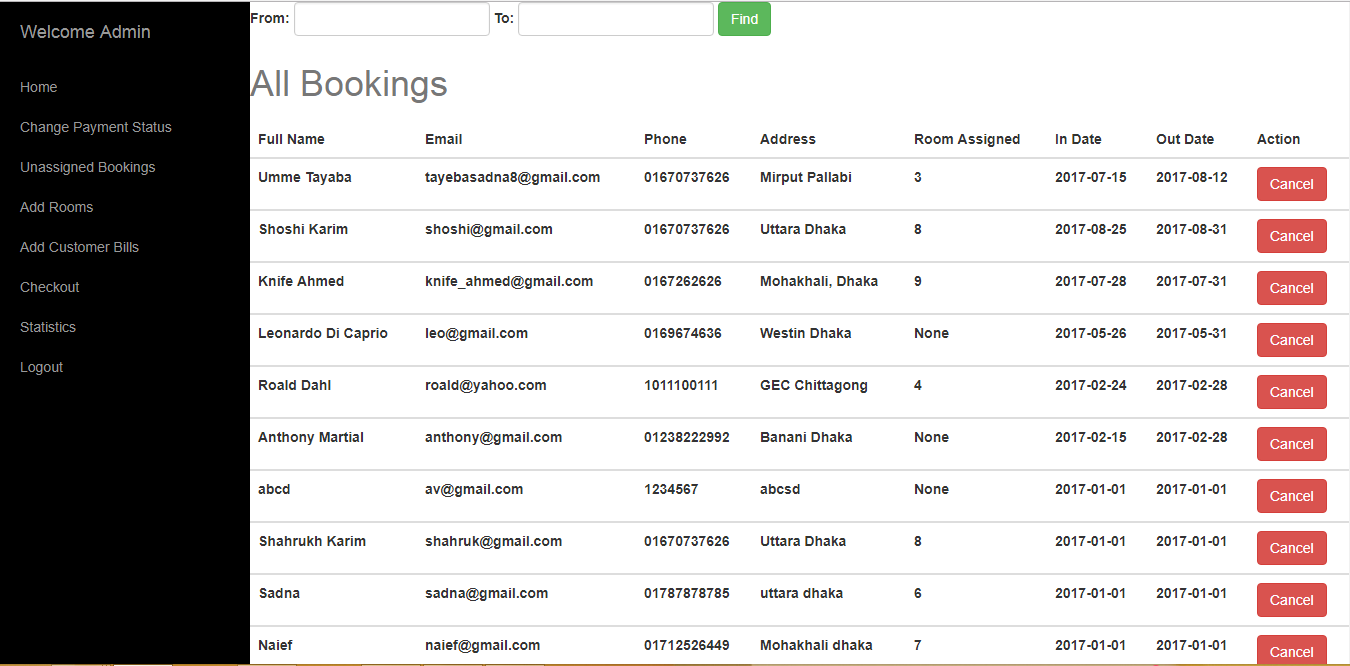 Welcome Admin
Home
Change Payment Status
Unassigned Bookings
Add Rooms
Add Customer Bills
Checkout
Statistics
Logout
From: To: Find
All Bookings
Full Name Email Phone Address Room Assigned In Date Out Date Action
Umme Tayaba tayebasadna8@gmail.com 01670737626 Mirput Pallabi 3 2017-07-15 2017-08-12 Cancel
Shoshi Karim shoshi@gmail.com 01670737626 Uttara Dhaka 8 2017-08-25 2017-08-31 Cancel
Knife Ahmed knife_ahmed@gmail.com 0167262626 Mohakhali, Dhaka 9 2017-07-28 2017-07-31 Cancel
Leonardo Di Caprio leo@gmail.com 0169674636 Westin Dhaka None 2017-05-26 2017-05-31 Cancel
Roald Dahl roald@yahoo.com 1011100111 GEC Chittagong 4 2017-02-24 2017-02-28 Cancel
Anthony Martial anthony@gmail.com 01238222992 Banani Dhaka None 2017-02-15 2017-02-28 Cancel
abcd av@gmail.com 1234567 abcsd None 2017-01-01 2017-01-01 Cancel
Shahrukh Karim shahruk@gmail.com 01670737626 Uttara Dhaka 8 2017-01-01 2017-01-01 Cancel
Sadna sadna@gmail.com 01787878785 uttara dhaka 6 2017-01-01 2017-01-01 Cancel
Naief naief@gmail.com 01712526449 Mohakhali dhaka 7 2017-01-01 2017-01-01 Cancel